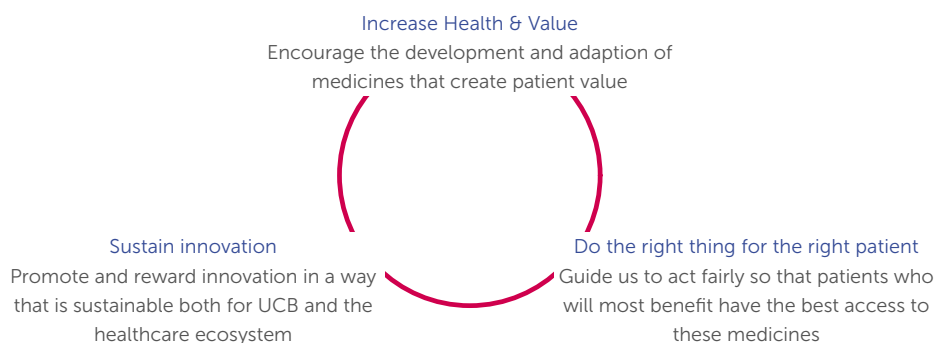 Increase Health & Value
Encourage the development and adaption of
medicines that create patient value
Sustain innovation
Promote and reward innovation in a way
that is sustainable both for UCB and the
healthcare ecosystem
Do the right thing for the right patient
Guide us to act fairly so that patients who
will most benefit have the best access to
these medicines